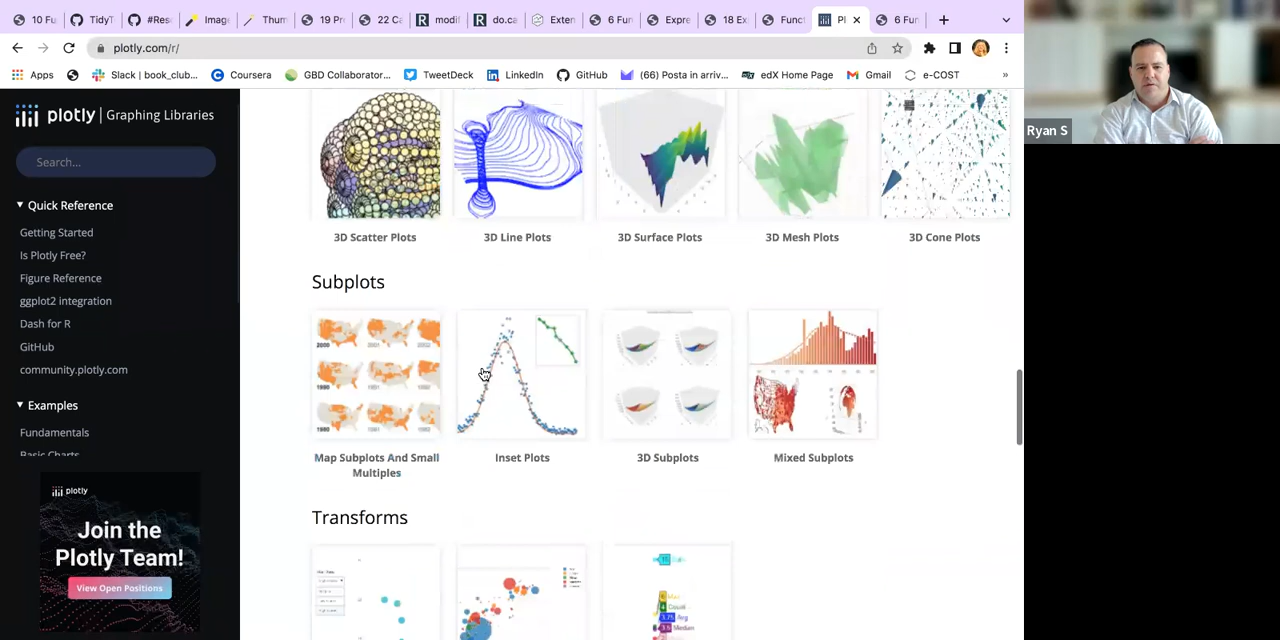 10 Fu
TidyT
#Rese
Image
Thum
19 Pr
22 Ca
modif
do.ca
Exten
6 Fun
Expre
18 Ex
Funct
Pl
6 Fun
plotly.com/r/
Apps
Slack | book_club...
Coursera
GBD Collaborator...
TweetDeck
LinkedIn
GitHub
(66) Posta in arriv...
edX Home Page
Gmail
e-COST
»
plotly | Graphing Libraries
Search...
Quick Reference
Getting Started
Is Plotly Free?
Figure Reference
ggplot2 integration
Dash for R
GitHub
community.plotly.com
Examples
Fundamentals
Basic Charts
plotly
Join the
Plotly Team!
View Open Positions
3D Scatter Plots
3D Line Plots
3D Surface Plots
3D Mesh Plots
3D Cone Plots
Subplots
Map Subplots And Small
Multiples
Inset Plots
3D Subplots
Mixed Subplots
Transforms
Ryan S